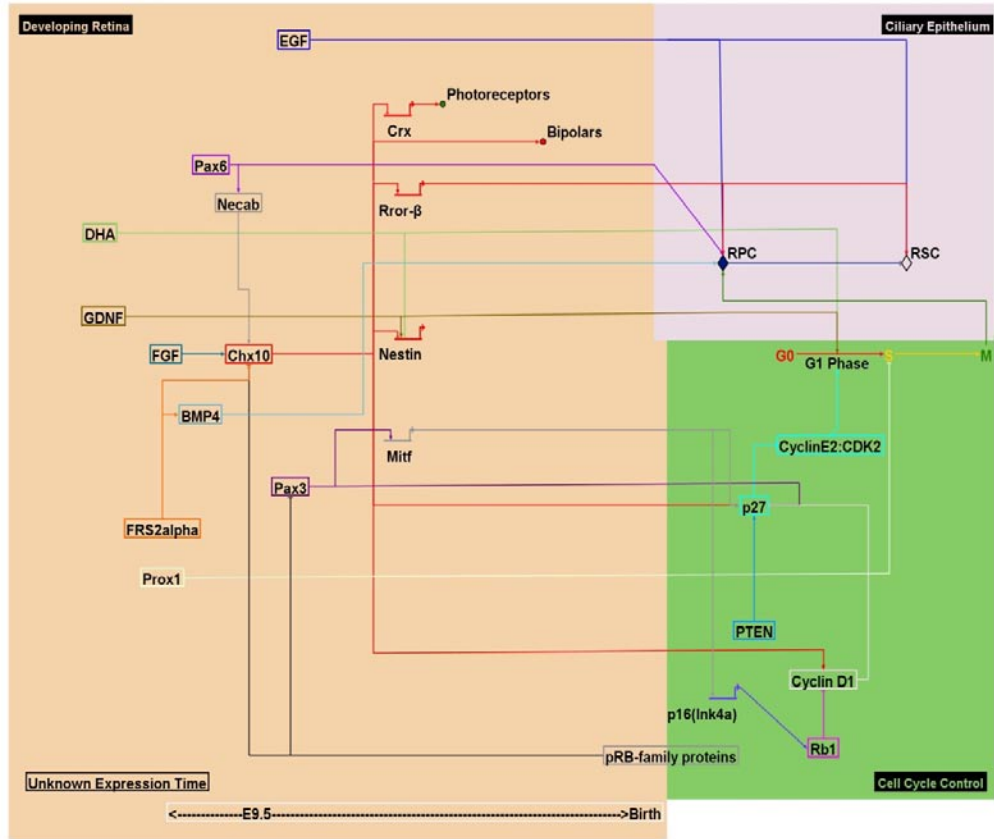 Developing Retina
Ciliary Epithelium
EGF
Photoreceptors
Crx
Bipolars
Pax6
Necab
Rror-β
DHA
RPC
RSC
GDNF
Nestin
FGF
Chx10
G0
G1 Phase
S
M
BMP4
CyclinE2:CDK2
Mitf
Pax3
p27
FRS2alpha
Prox1
PTEN
Cyclin D1
p16(Ink4a)
Rb1
pRB-family proteins
Unknown Expression Time
Cell Cycle Control
<-------------E9.5------------------------------------------------------------------->Birth